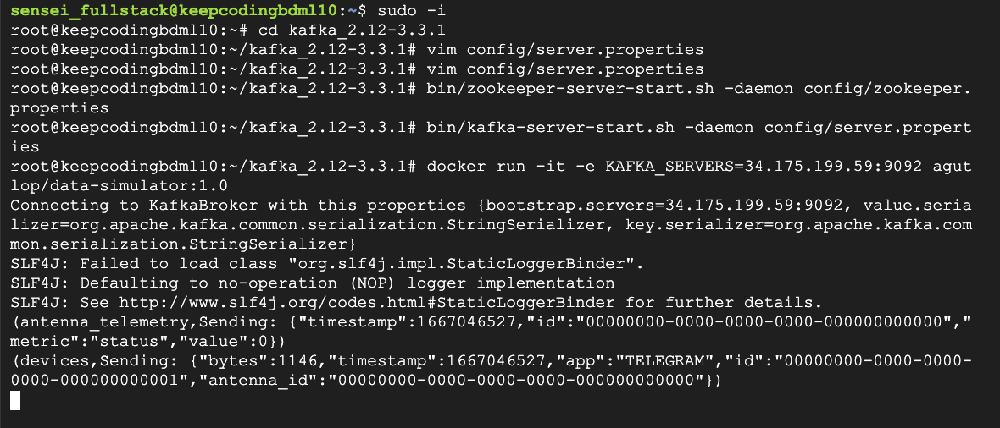 sensei_fullstack@keepcodingbdml10:~$ sudo -i
root@keepcodingbdml10:~# cd kafka_2.12-3.3.1
root@keepcodingbdml10:~/kafka_2.12-3.3.1# vim config/server.properties
root@keepcodingbdml10:~/kafka_2.12-3.3.1# vim config/server.properties
root@keepcodingbdml10:~/kafka_2.12-3.3.1# bin/zookeeper-server-start.sh -daemon config/zookeeper.
properties
root@keepcodingbdml10:~/kafka_2.12-3.3.1# bin/kafka-server-start.sh -daemon config/server.propert
ies
root@keepcodingbdml10:~/kafka_2.12-3.3.1# docker run -it -e KAFKA_SERVERS=34.175.199.59:9092 agut
lop/data-simulator:1.0
Connecting to KafkaBroker with this properties {bootstrap.servers=34.175.199.59:9092, value.seria
lizer=org.apache.kafka.common.serialization.StringSerializer, key.serializer=org.apache.kafka.com
mon.serialization.StringSerializer}
SLF4J: Failed to load class "org.slf4j.impl.StaticLoggerBinder".
SLF4J: Defaulting to no-operation (NOP) logger implementation
SLF4J: See http://www.slf4j.org/codes.html#StaticLoggerBinder for further details.
(antenna_telemetry,Sending: {"timestamp":1667046527,"id":"00000000-0000-0000-0000-000000000000","
metric":"status","value":0})
(devices,Sending: {"bytes":1146,"timestamp":1667046527,"app":"TELEGRAM","id":"00000000-0000-0000-
0000-000000000001","antenna_id":"00000000-0000-0000-0000-000000000000"})